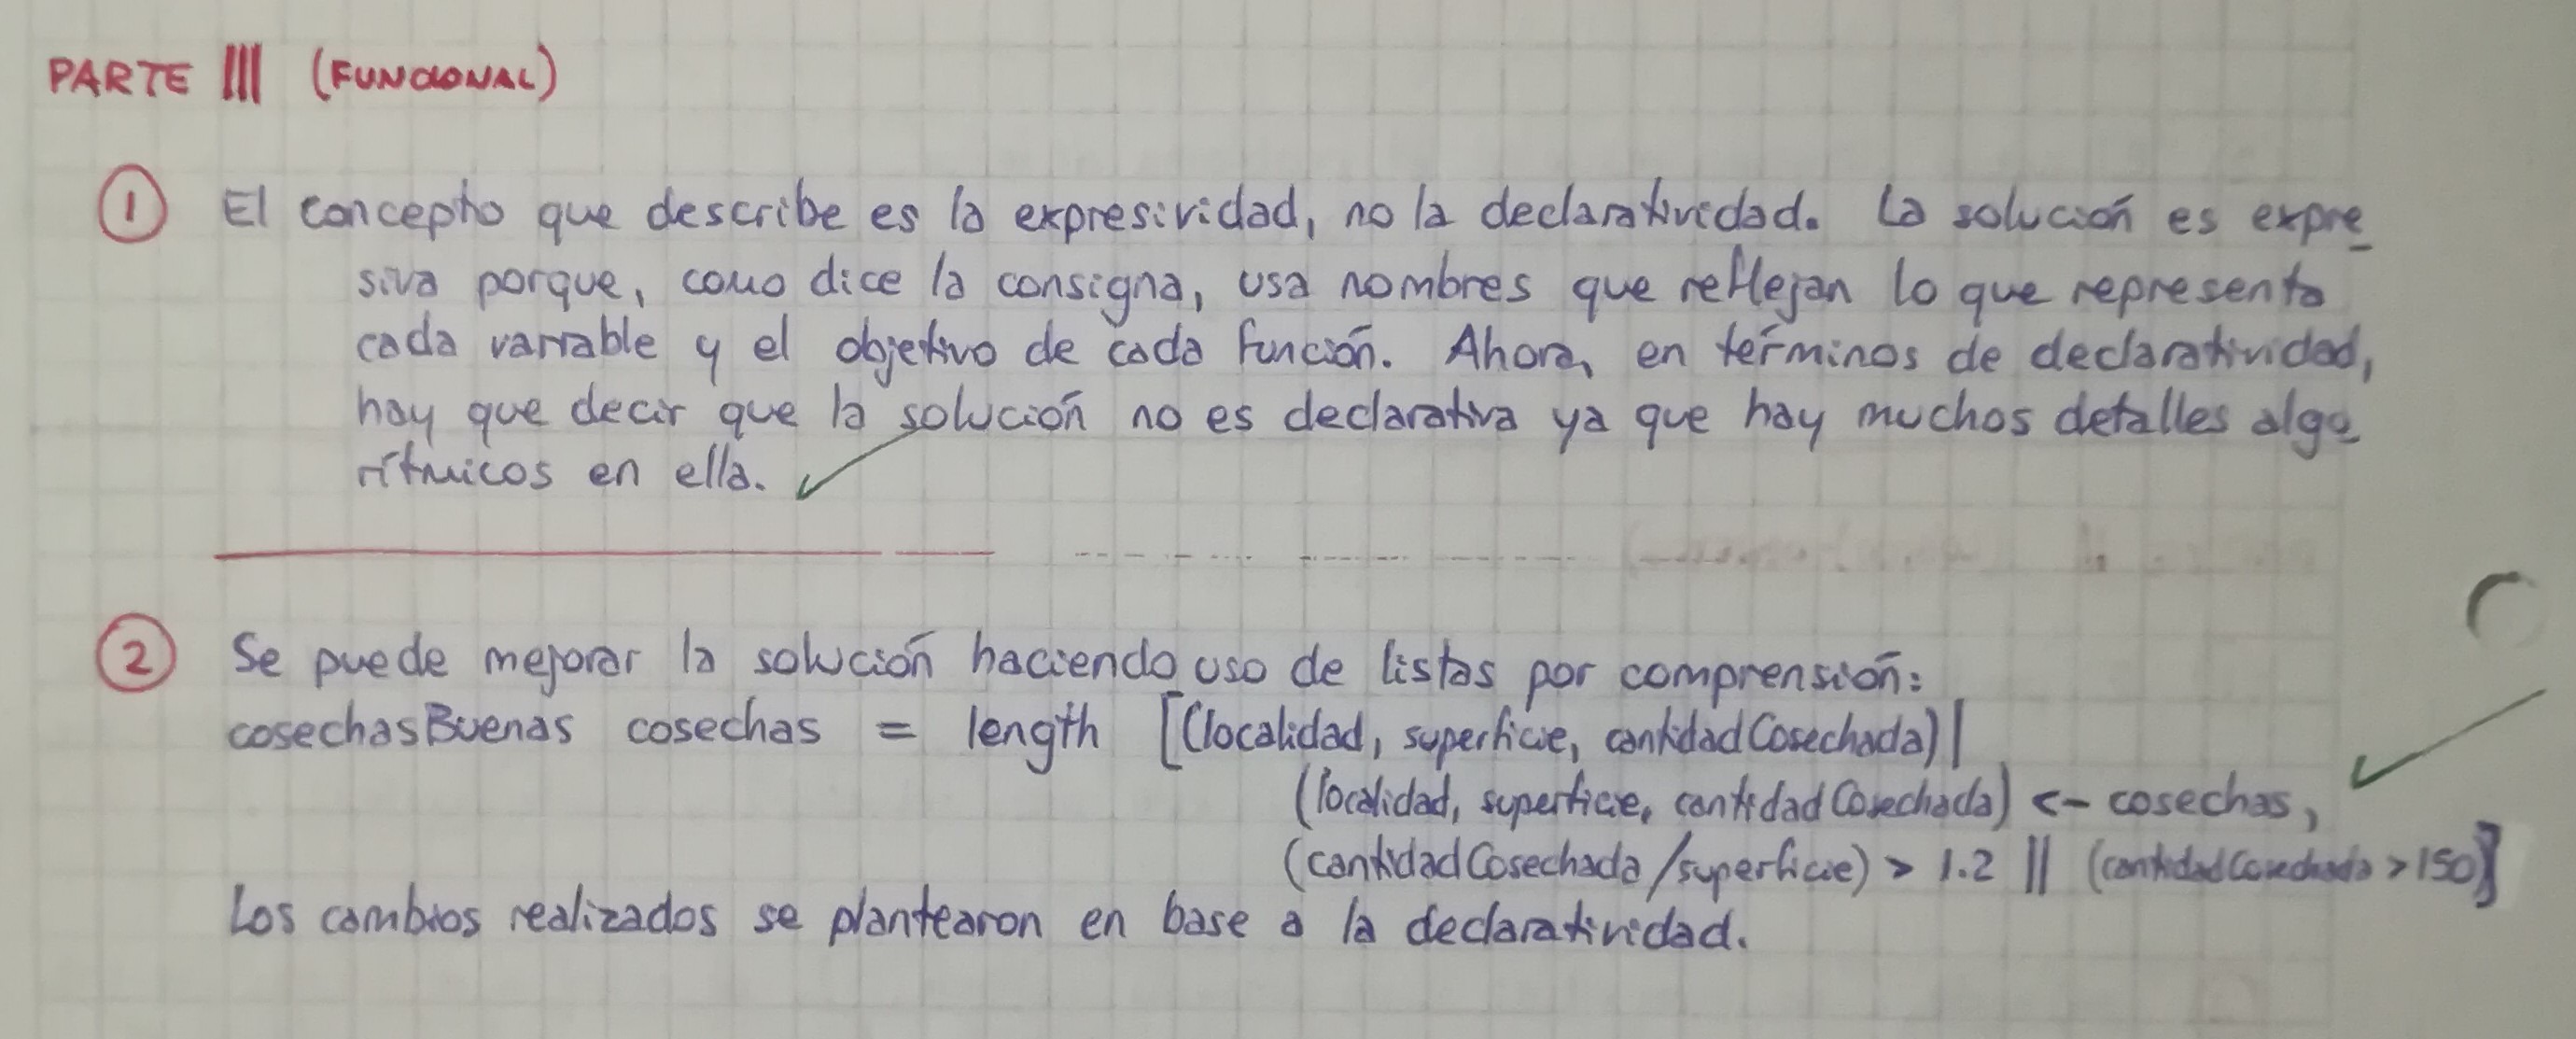 PARTE III (FUNCIONAL)
① El concepto que describe es la expresividad, no la declaratividad. La solución es expre
siva porque, como dice la consigna, usa nombres que reflejan lo que representa
cada variable y el objetivo de cada función. Ahora, en términos de declaratividad,
hay que decir que la solución no es declarativa ya que hay muchos detalles algo
rítmicos en ella.
② Se puede mejorar la solución haciendo uso de listas por comprensión:
cosechasBuenas cosechas = length [(localidad, superficie, cantidadCosechada)|
(localidad, superficie, cantidadCosechada) <- cosechas,
(cantidadCosechada/superficie) > 1.2 || (cantidadCosechada > 150)]
Los cambios realizados se plantearon en base a la declaratividad.